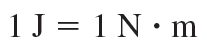 1 J = 1 N · m